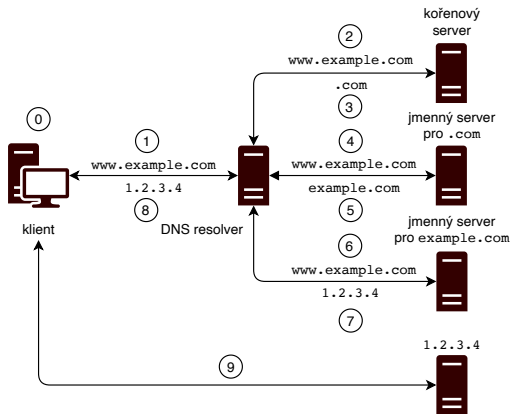 kořenový
server
2
www.example.com
.com
3
0
1
www.example.com
1.2.3.4
8
klient
DNS resolver
jmenný server
pro .com
4
www.example.com
example.com
5
jmenný server
pro example.com
6
www.example.com
1.2.3.4
7
1.2.3.4
9